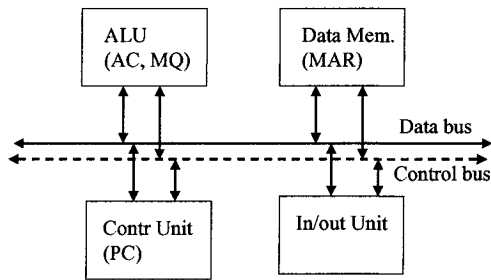 ALU
(AC, MQ)
Data Mem.
(MAR)
Data bus
Control bus
Contr Unit
(PC)
In/out Unit